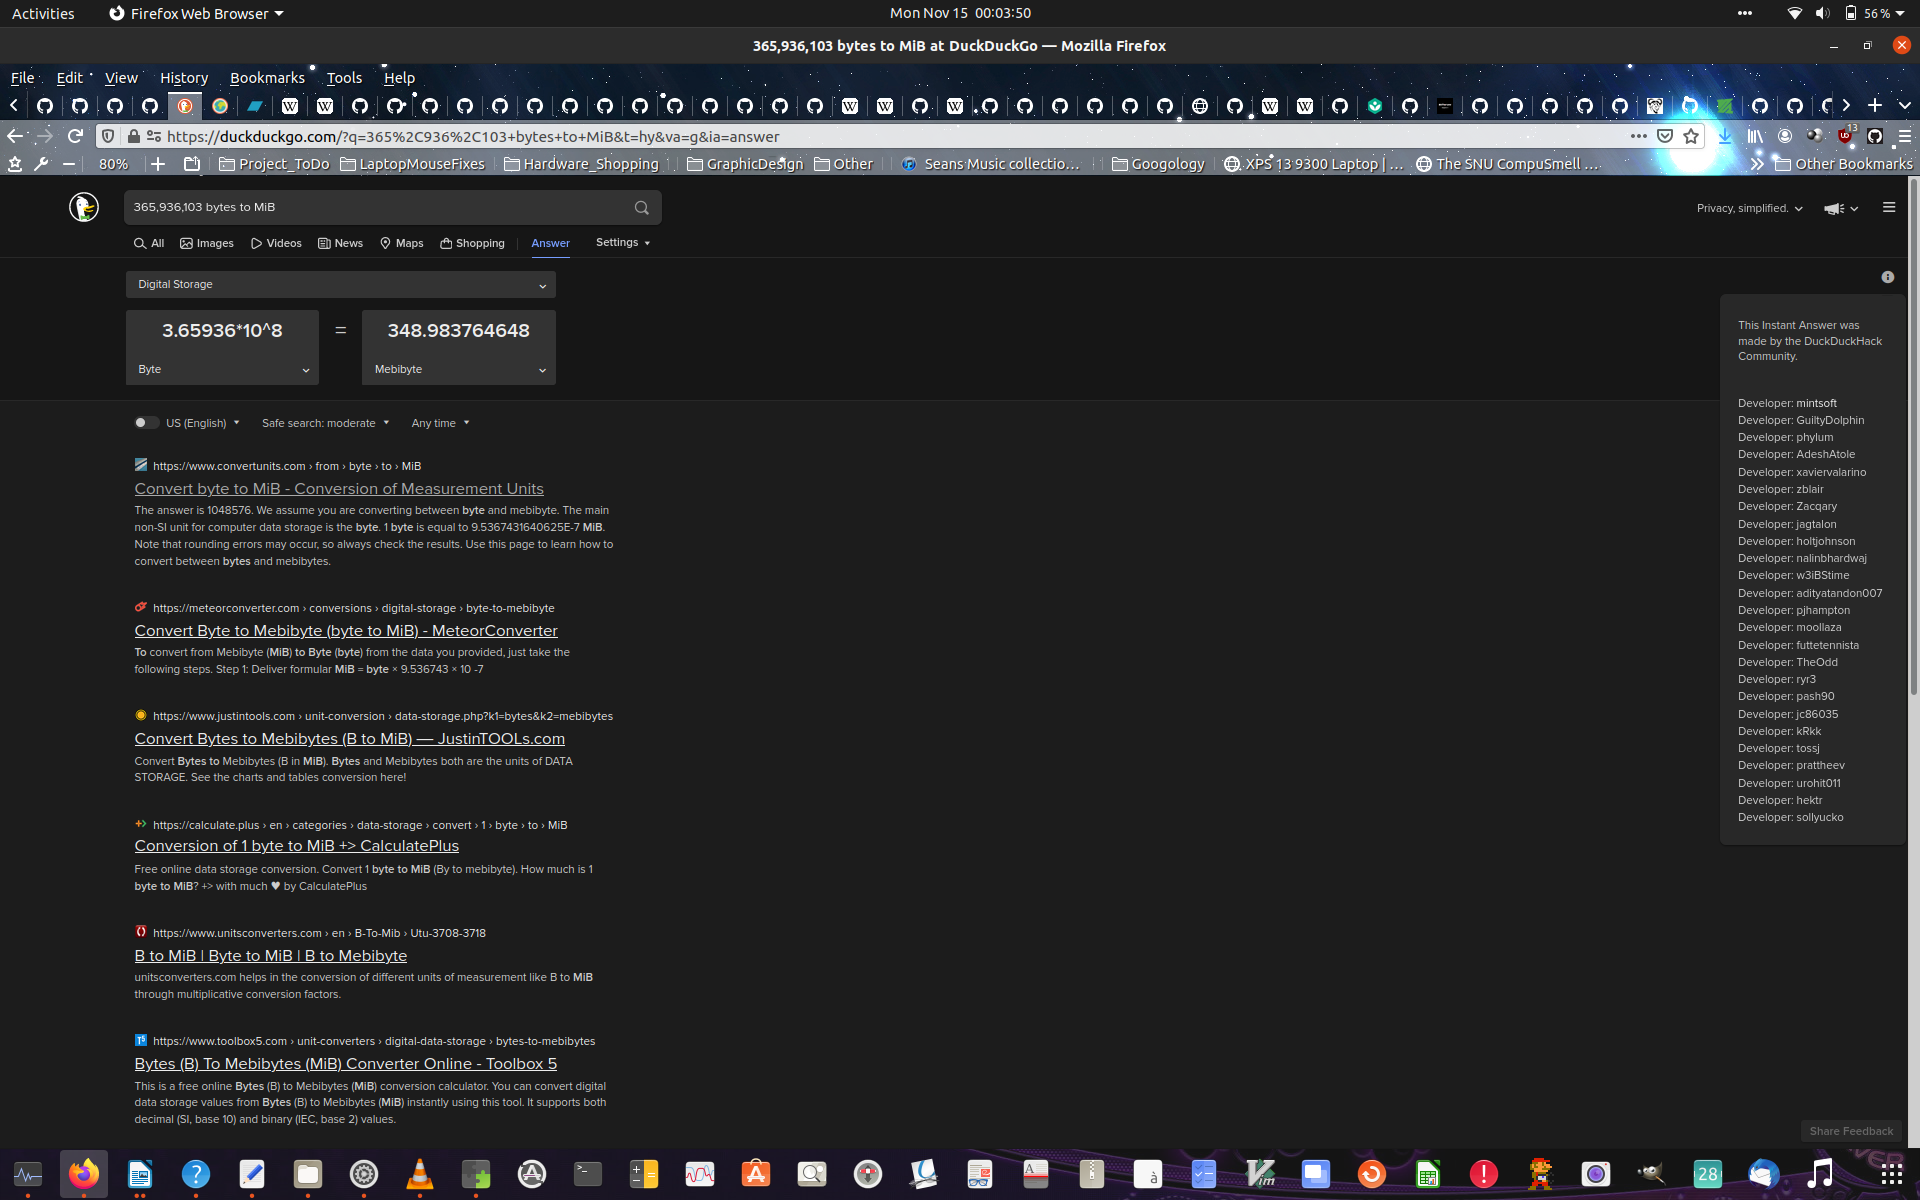 Activities
Firefox Web Browser
Mon Nov 15 00:03:50
56 %
365,936,103 bytes to MiB at DuckDuckGo — Mozilla Firefox
File Edit View History Bookmarks Tools Help
https://duckduckgo.com/?q=365%2C936%2C103+bytes+to+MiB&t=hy&va=g&ia=answer
13
80%
Project_ToDo
LaptopMouseFixes
Hardware_Shopping
GraphicDesign
Other
Seans Music collectio…
Googology
XPS 13 9300 Laptop | …
The SNU CompuSmell …
Other Bookmarks
365,936,103 bytes to MiB
Privacy, simplified.
All Images Videos News Maps Shopping Answer Settings
Digital Storage
3.65936*10^8 = 348.983764648
Byte Mebibyte
This Instant Answer was
made by the DuckDuckHack
Community.
Developer: mintsoft
Developer: GuiltyDolphin
Developer: phylum
Developer: AdeshAtole
Developer: xaviervalarino
Developer: zblair
Developer: Zacqary
Developer: jagtalon
Developer: holtjohnson
Developer: nalinbhardwaj
Developer: w3iBStime
Developer: adityatandon007
Developer: pjhampton
Developer: moollaza
Developer: futtetennista
Developer: TheOdd
Developer: ryr3
Developer: pash90
Developer: jc86035
Developer: kRkk
Developer: tossj
Developer: prattheev
Developer: urohit011
Developer: hektr
Developer: sollyucko
US (English) Safe search: moderate Any time
https://www.convertunits.com › from › byte › to › MiB
Convert byte to MiB - Conversion of Measurement Units
The answer is 1048576. We assume you are converting between byte and mebibyte. The main
non-SI unit for computer data storage is the byte. 1 byte is equal to 9.5367431640625E-7 MiB.
Note that rounding errors may occur, so always check the results. Use this page to learn how to
convert between bytes and mebibytes.
https://meteorconverter.com › conversions › digital-storage › byte-to-mebibyte
Convert Byte to Mebibyte (byte to MiB) - MeteorConverter
To convert from Mebibyte (MiB) to Byte (byte) from the data you provided, just take the
following steps. Step 1: Deliver formular MiB = byte × 9.536743 × 10 -7
https://www.justintools.com › unit-conversion › data-storage.php?k1=bytes&k2=mebibytes
Convert Bytes to Mebibytes (B to MiB) — JustinTOOLs.com
Convert Bytes to Mebibytes (B in MiB). Bytes and Mebibytes both are the units of DATA
STORAGE. See the charts and tables conversion here!
https://calculate.plus › en › categories › data-storage › convert › 1 › byte › to › MiB
Conversion of 1 byte to MiB +> CalculatePlus
Free online data storage conversion. Convert 1 byte to MiB (By to mebibyte). How much is 1
byte to MiB? +> with much ♥ by CalculatePlus
https://www.unitsconverters.com › en › B-To-Mib › Utu-3708-3718
B to MiB | Byte to MiB | B to Mebibyte
unitsconverters.com helps in the conversion of different units of measurement like B to MiB
through multiplicative conversion factors.
https://www.toolbox5.com › unit-converters › digital-data-storage › bytes-to-mebibytes
Bytes (B) To Mebibytes (MiB) Converter Online - Toolbox 5
This is a free online Bytes (B) to Mebibytes (MiB) conversion calculator. You can convert digital
data storage values from Bytes (B) to Mebibytes (MiB) instantly using this tool. It supports both
decimal (SI, base 10) and binary (IEC, base 2) values.
Share Feedback
28